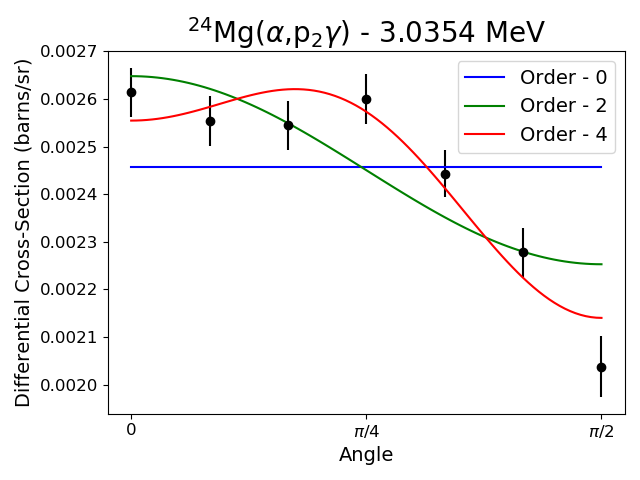 ²⁴Mg(α,p₂γ) - 3.0354 MeV
Differential Cross-Section (barns/sr)
0.0027
0.0026
0.0025
0.0024
0.0023
0.0022
0.0021
0.0020
Order - 0
Order - 2
Order - 4
0
π/4
π/2
Angle